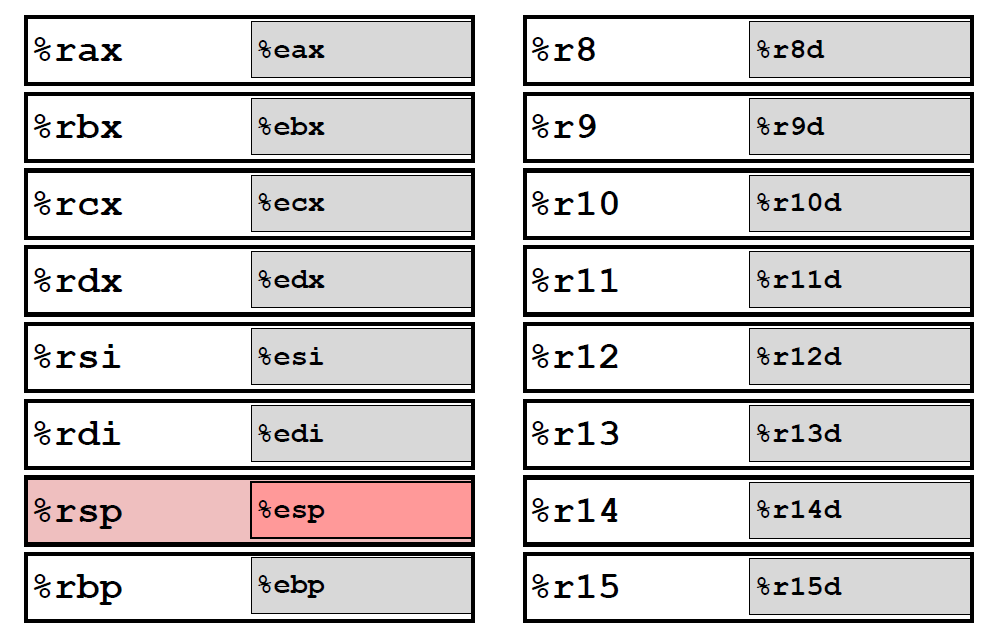 %rax %eax %r8 %r8d
%rbx %ebx %r9 %r9d
%rcx %ecx %r10 %r10d
%rdx %edx %r11 %r11d
%rsi %esi %r12 %r12d
%rdi %edi %r13 %r13d
%rsp %esp %r14 %r14d
%rbp %ebp %r15 %r15d